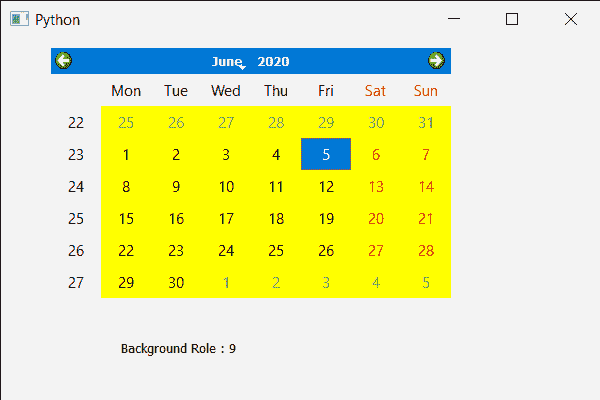 Python
June 2020
Mon Tue Wed Thu Fri Sat Sun
22 25 26 27 28 29 30 31
23 1 2 3 4 5 6 7
24 8 9 10 11 12 13 14
25 15 16 17 18 19 20 21
26 22 23 24 25 26 27 28
27 29 30 1 2 3 4 5
Background Role : 9